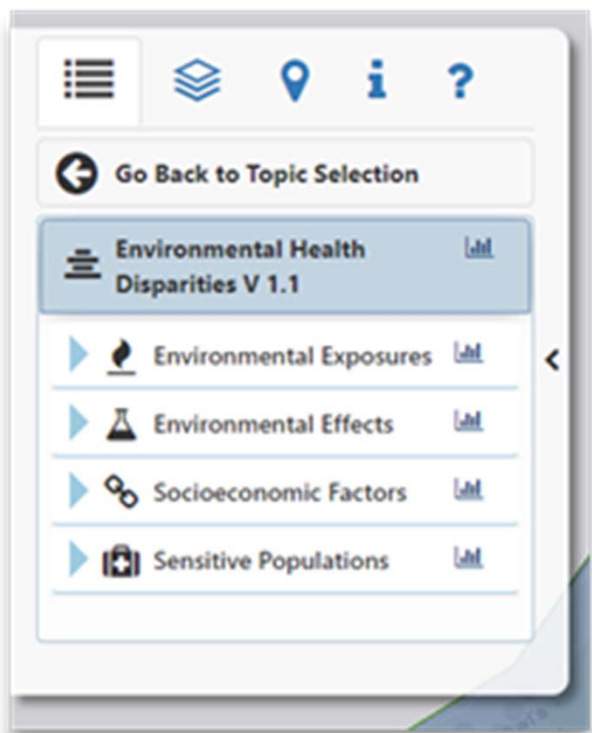 Go Back to Topic Selection
Environmental Health
Disparities V 1.1
Environmental Exposures
Environmental Effects
Socioeconomic Factors
Sensitive Populations